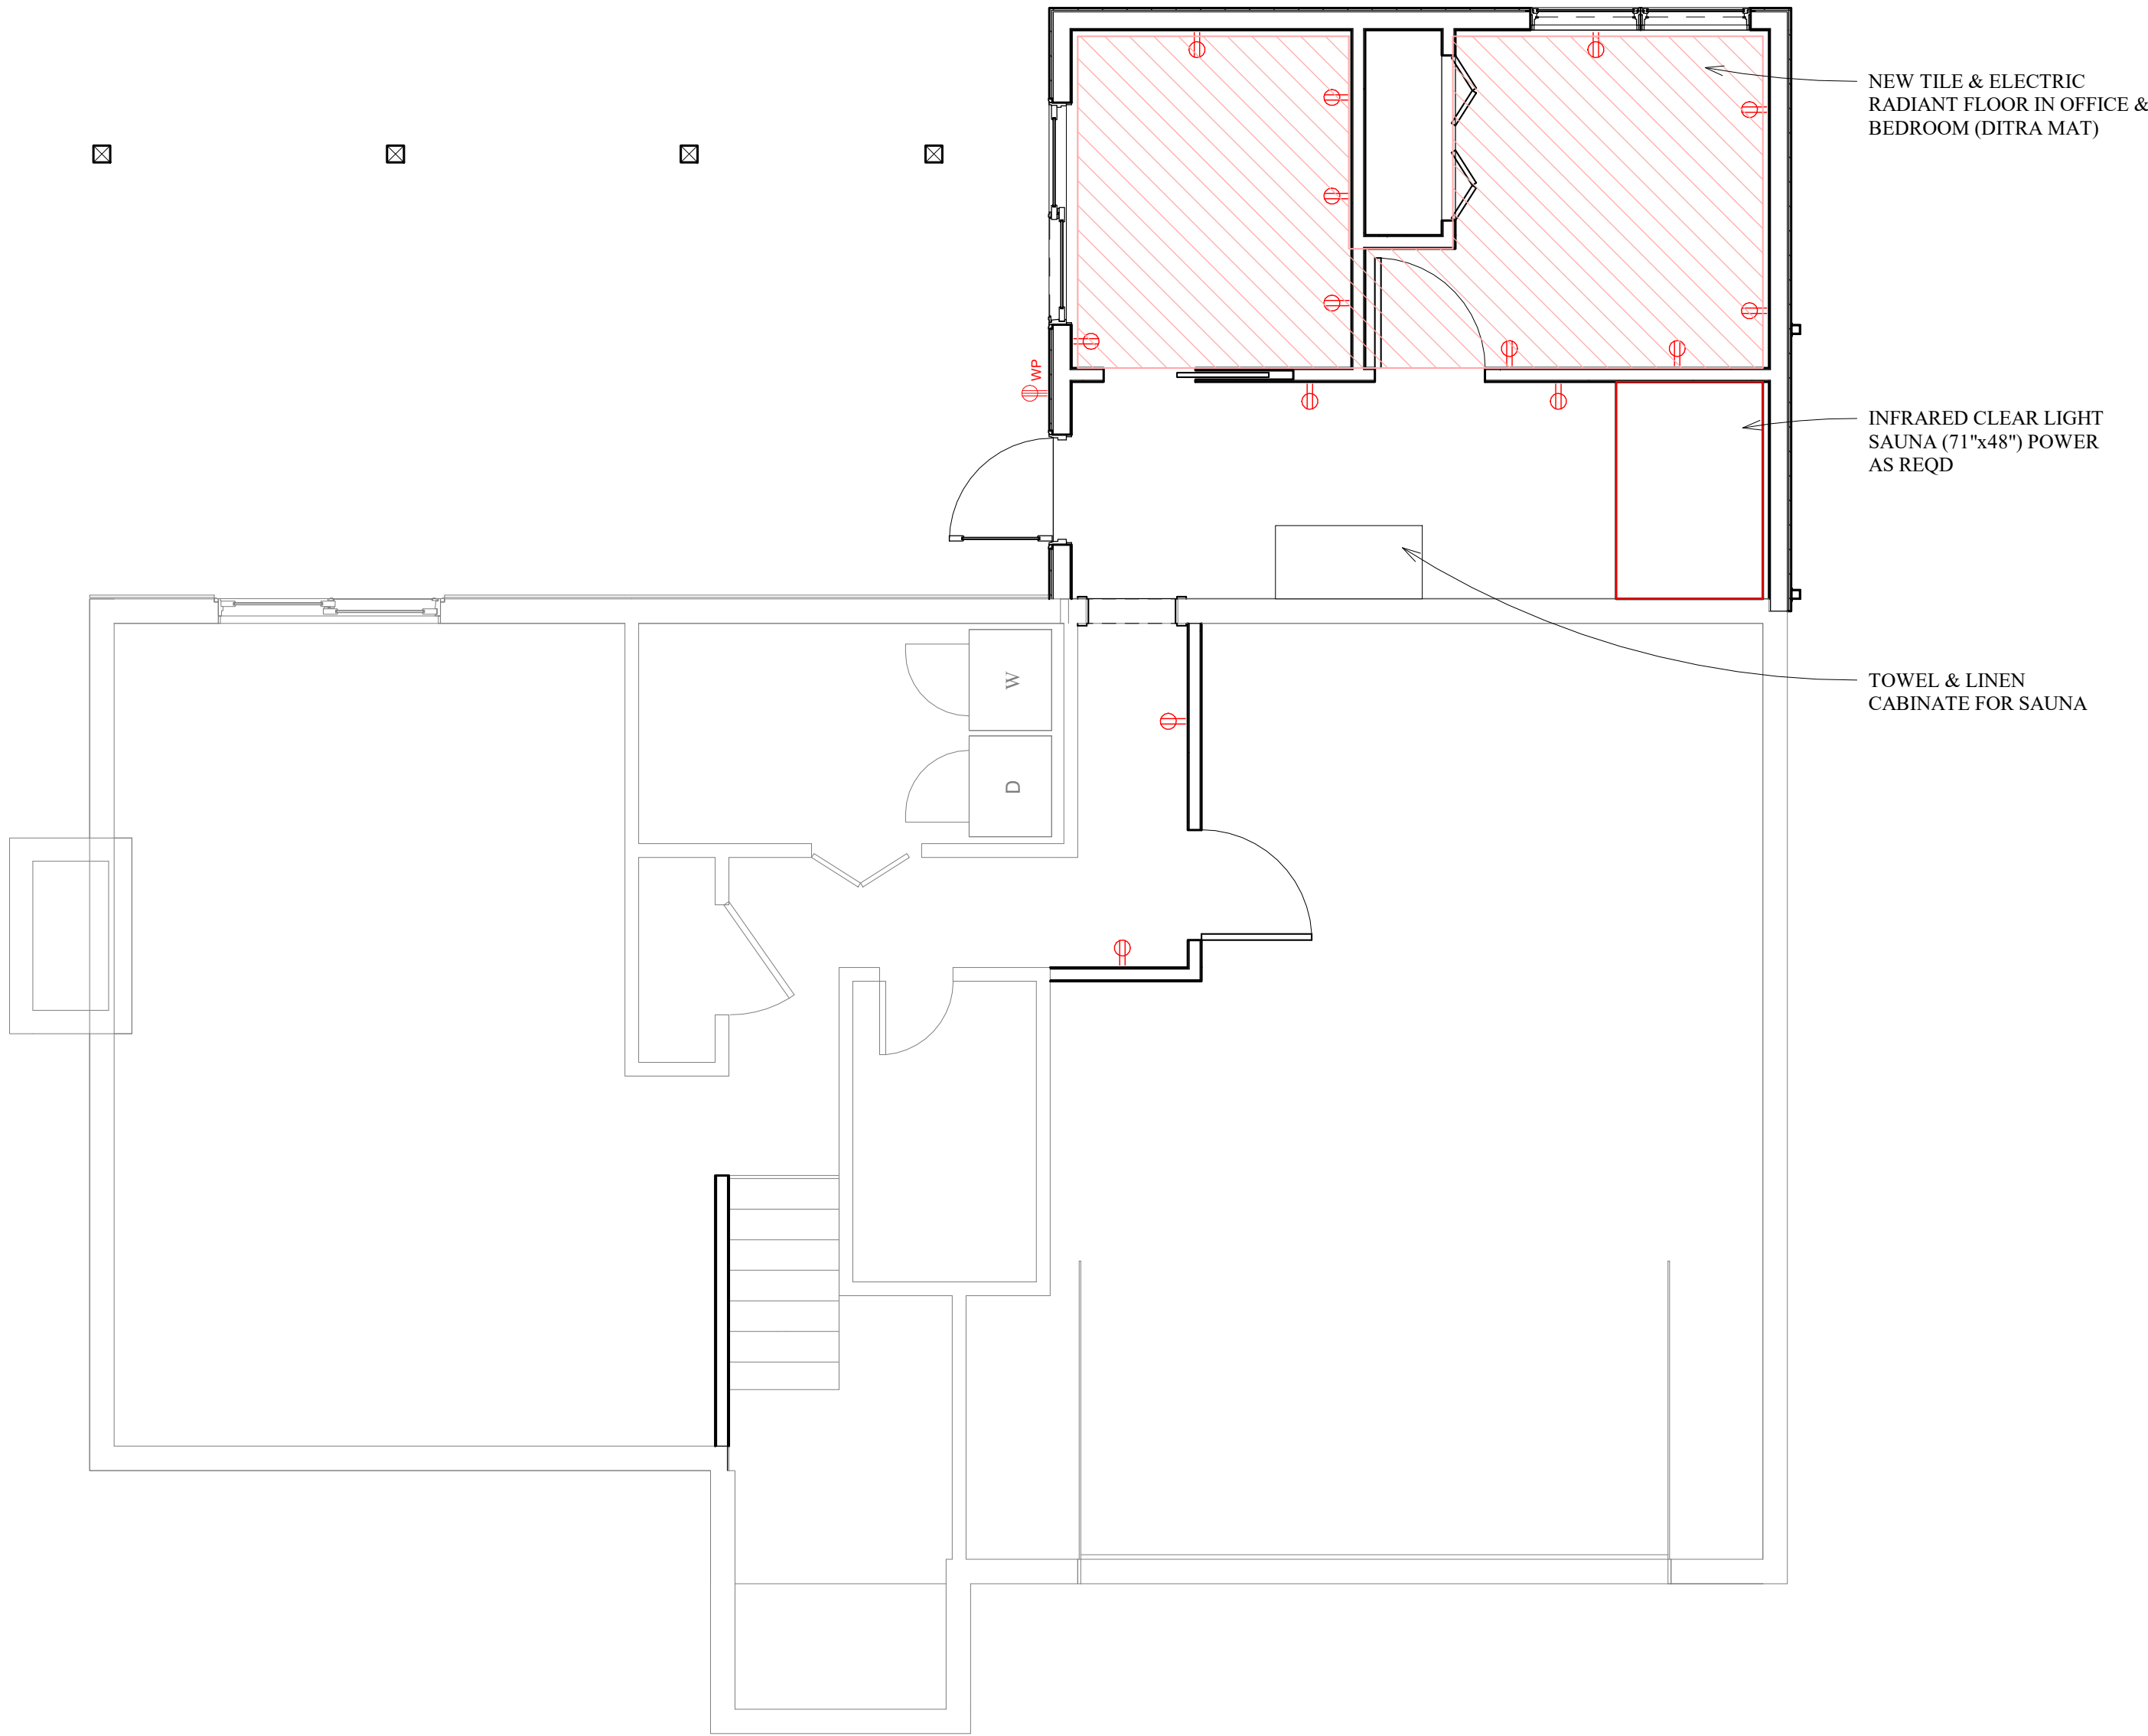 NEW TILE & ELECTRIC
RADIANT FLOOR IN OFFICE &
BEDROOM (DITRA MAT)
WP
INFRARED CLEAR LIGHT
SAUNA (71"x48") POWER
AS REQD
W
TOWEL & LINEN
CABINATE FOR SAUNA
D